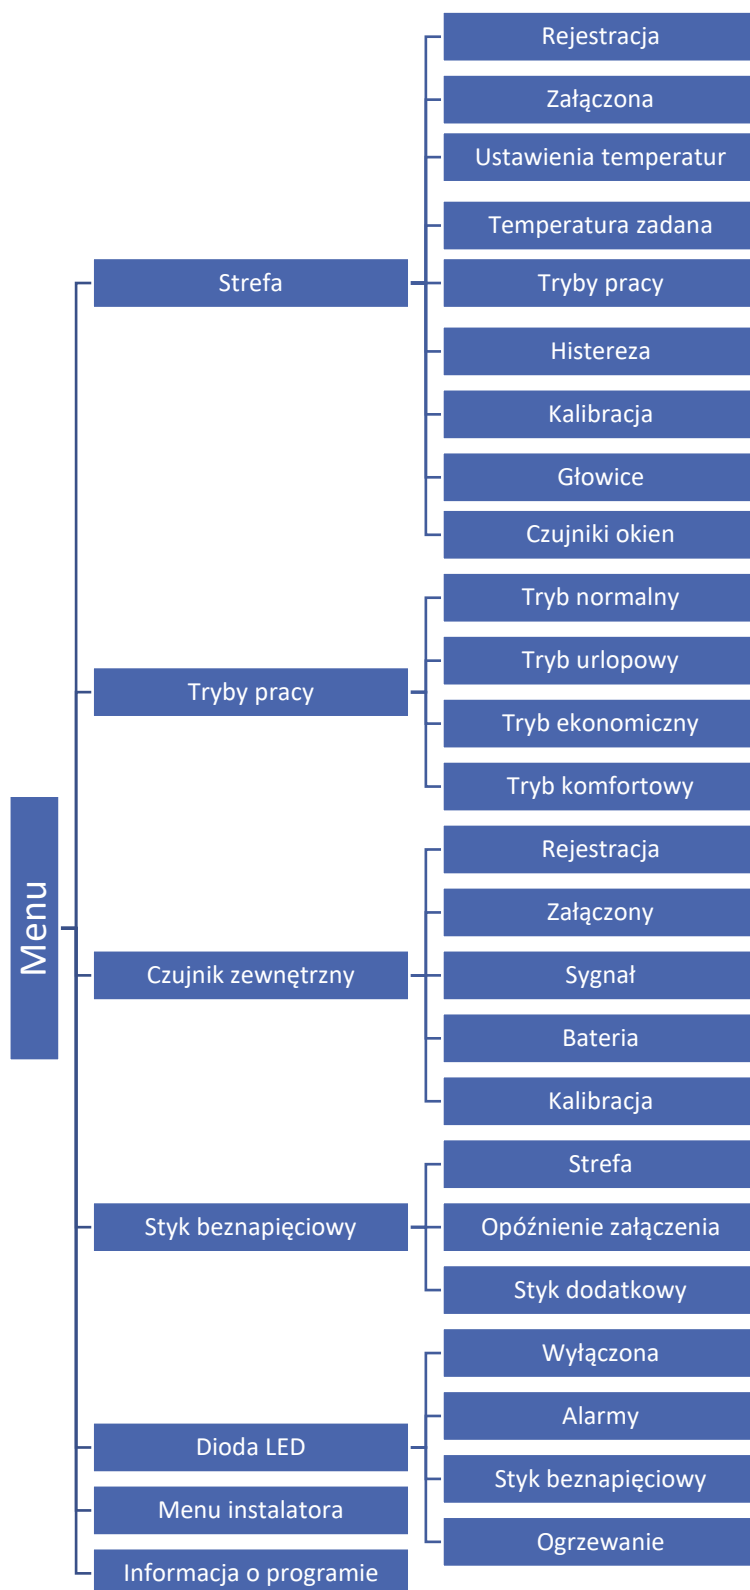 Menu
Strefa
Rejestracja
Załączona
Ustawienia temperatur
Temperatura zadana
Tryby pracy
Histereza
Kalibracja
Głowice
Czujniki okien
Tryby pracy
Tryb normalny
Tryb urlopowy
Tryb ekonomiczny
Tryb komfortowy
Czujnik zewnętrzny
Rejestracja
Załączony
Sygnał
Bateria
Kalibracja
Styk beznapięciowy
Strefa
Opóźnienie załączenia
Styk dodatkowy
Dioda LED
Wyłączona
Alarmy
Styk beznapięciowy
Ogrzewanie
Menu instalatora
Informacja o programie